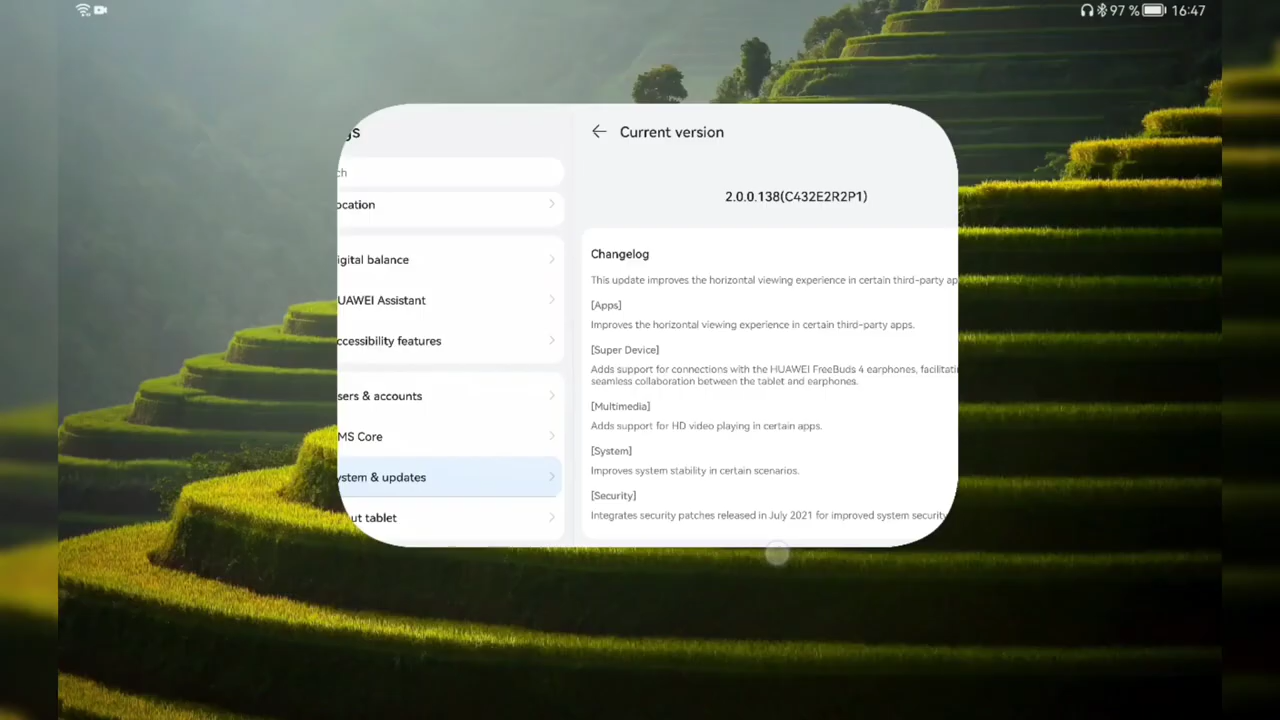 97 % 16:47
gs
ch
ocation
igital balance
UAWEI Assistant
ccessibility features
sers & accounts
MS Core
ystem & updates
ut tablet
Current version
2.0.0.138(C432E2R2P1)
Changelog
This update improves the horizontal viewing experience in certain third-party ap
[Apps]
Improves the horizontal viewing experience in certain third-party apps.
[Super Device]
Adds support for connections with the HUAWEI FreeBuds 4 earphones, facilitatin
seamless collaboration between the tablet and earphones.
[Multimedia]
Adds support for HD video playing in certain apps.
[System]
Improves system stability in certain scenarios.
[Security]
Integrates security patches released in July 2021 for improved system security